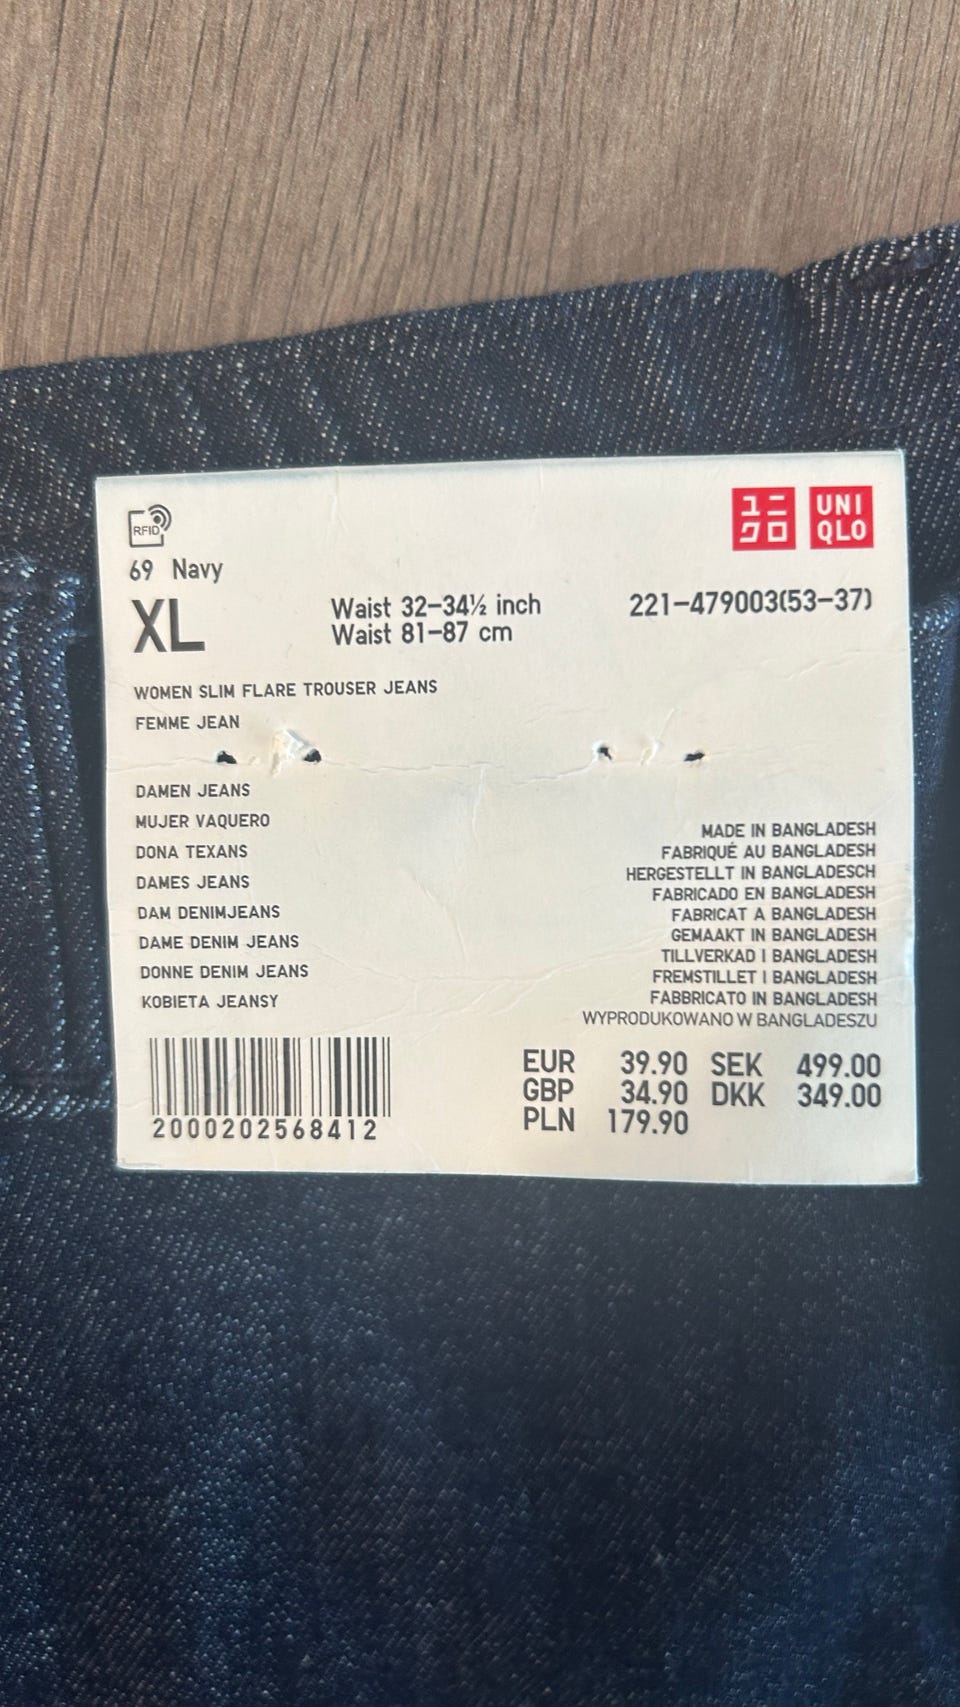 RFID
ユニ UNI
クロ QLO
69 Navy
XL
Waist 32-34½ inch
Waist 81-87 cm
221-479003(53-37)
WOMEN SLIM FLARE TROUSER JEANS
FEMME JEAN
DAMEN JEANS
MUJER VAQUERO
DONA TEXANS
DAMES JEANS
DAM DENIMJEANS
DAME DENIM JEANS
DONNE DENIM JEANS
KOBIETA JEANSY
MADE IN BANGLADESH
FABRIQUÉ AU BANGLADESH
HERGESTELLT IN BANGLADESCH
FABRICADO EN BANGLADESH
FABRICAT A BANGLADESH
GEMAAKT IN BANGLADESH
TILLVERKAD I BANGLADESH
FREMSTILLET I BANGLADESH
FABBRICATO IN BANGLADESH
WYPRODUKOWANO W BANGLADESZU
2000202568412
EUR 39.90 SEK 499.00
GBP 34.90 DKK 349.00
PLN 179.90